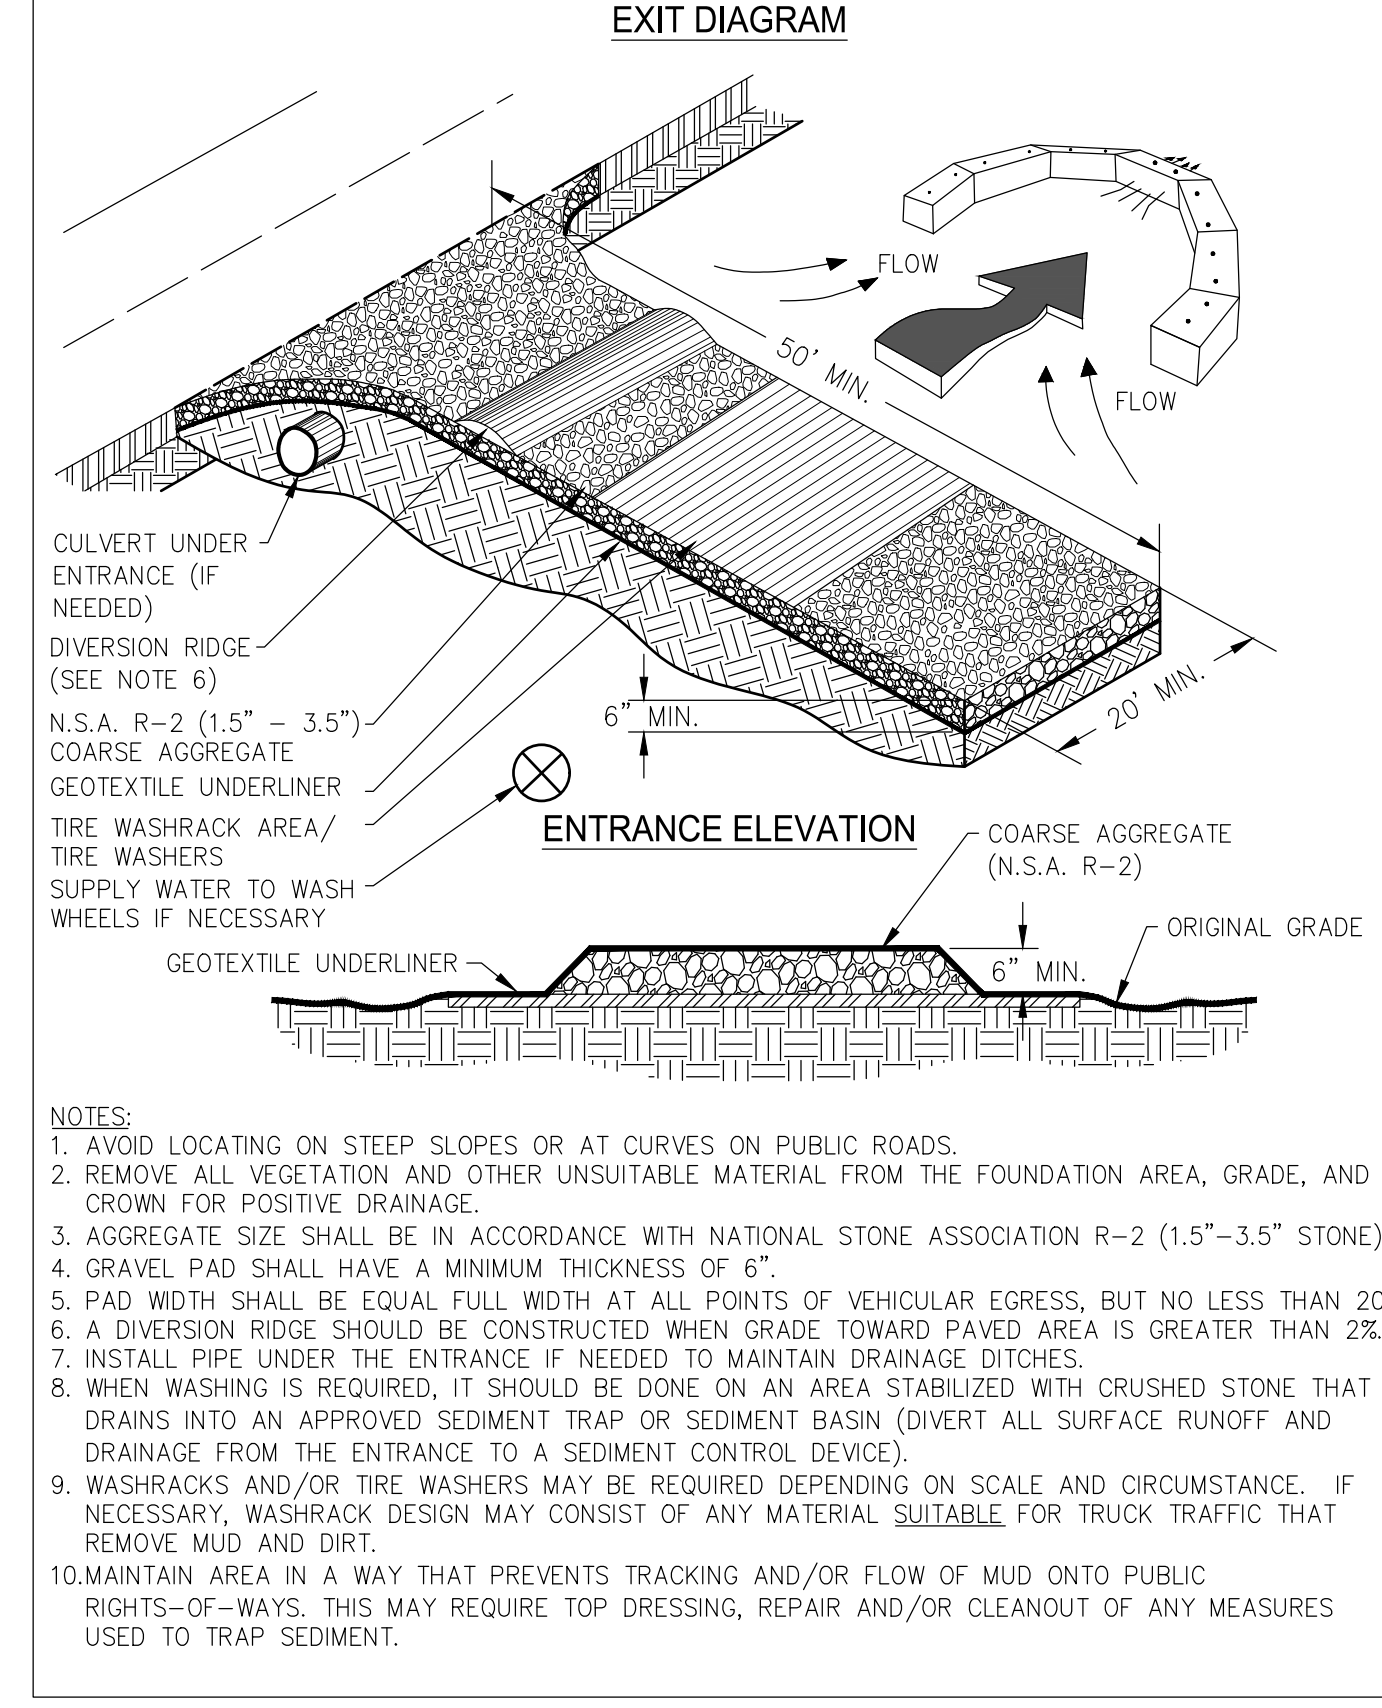 EXIT DIAGRAM
FLOW
50' MIN.
FLOW
CULVERT UNDER
ENTRANCE (IF
NEEDED)
DIVERSION RIDGE
(SEE NOTE 6)
N.S.A. R-2 (1.5" - 3.5")
COARSE AGGREGATE
GEOTEXTILE UNDERLINER
TIRE WASHRACK AREA/
TIRE WASHERS
SUPPLY WATER TO WASH
WHEELS IF NECESSARY
6" MIN.
20' MIN.
ENTRANCE ELEVATION
COARSE AGGREGATE
(N.S.A. R-2)
ORIGINAL GRADE
GEOTEXTILE UNDERLINER
6" MIN.
NOTES:
1. AVOID LOCATING ON STEEP SLOPES OR AT CURVES ON PUBLIC ROADS.
2. REMOVE ALL VEGETATION AND OTHER UNSUITABLE MATERIAL FROM THE FOUNDATION AREA, GRADE, AND
CROWN FOR POSITIVE DRAINAGE.
3. AGGREGATE SIZE SHALL BE IN ACCORDANCE WITH NATIONAL STONE ASSOCIATION R-2 (1.5"-3.5" STONE)
4. GRAVEL PAD SHALL HAVE A MINIMUM THICKNESS OF 6".
5. PAD WIDTH SHALL BE EQUAL FULL WIDTH AT ALL POINTS OF VEHICULAR EGRESS, BUT NO LESS THAN 20
6. A DIVERSION RIDGE SHOULD BE CONSTRUCTED WHEN GRADE TOWARD PAVED AREA IS GREATER THAN 2%.
7. INSTALL PIPE UNDER THE ENTRANCE IF NEEDED TO MAINTAIN DRAINAGE DITCHES.
8. WHEN WASHING IS REQUIRED, IT SHOULD BE DONE ON AN AREA STABILIZED WITH CRUSHED STONE THAT
DRAINS INTO AN APPROVED SEDIMENT TRAP OR SEDIMENT BASIN (DIVERT ALL SURFACE RUNOFF AND
DRAINAGE FROM THE ENTRANCE TO A SEDIMENT CONTROL DEVICE).
9. WASHRACKS AND/OR TIRE WASHERS MAY BE REQUIRED DEPENDING ON SCALE AND CIRCUMSTANCE. IF
NECESSARY, WASHRACK DESIGN MAY CONSIST OF ANY MATERIAL SUITABLE FOR TRUCK TRAFFIC THAT
REMOVE MUD AND DIRT.
10.MAINTAIN AREA IN A WAY THAT PREVENTS TRACKING AND/OR FLOW OF MUD ONTO PUBLIC
RIGHTS-OF-WAYS. THIS MAY REQUIRE TOP DRESSING, REPAIR AND/OR CLEANOUT OF ANY MEASURES
USED TO TRAP SEDIMENT.